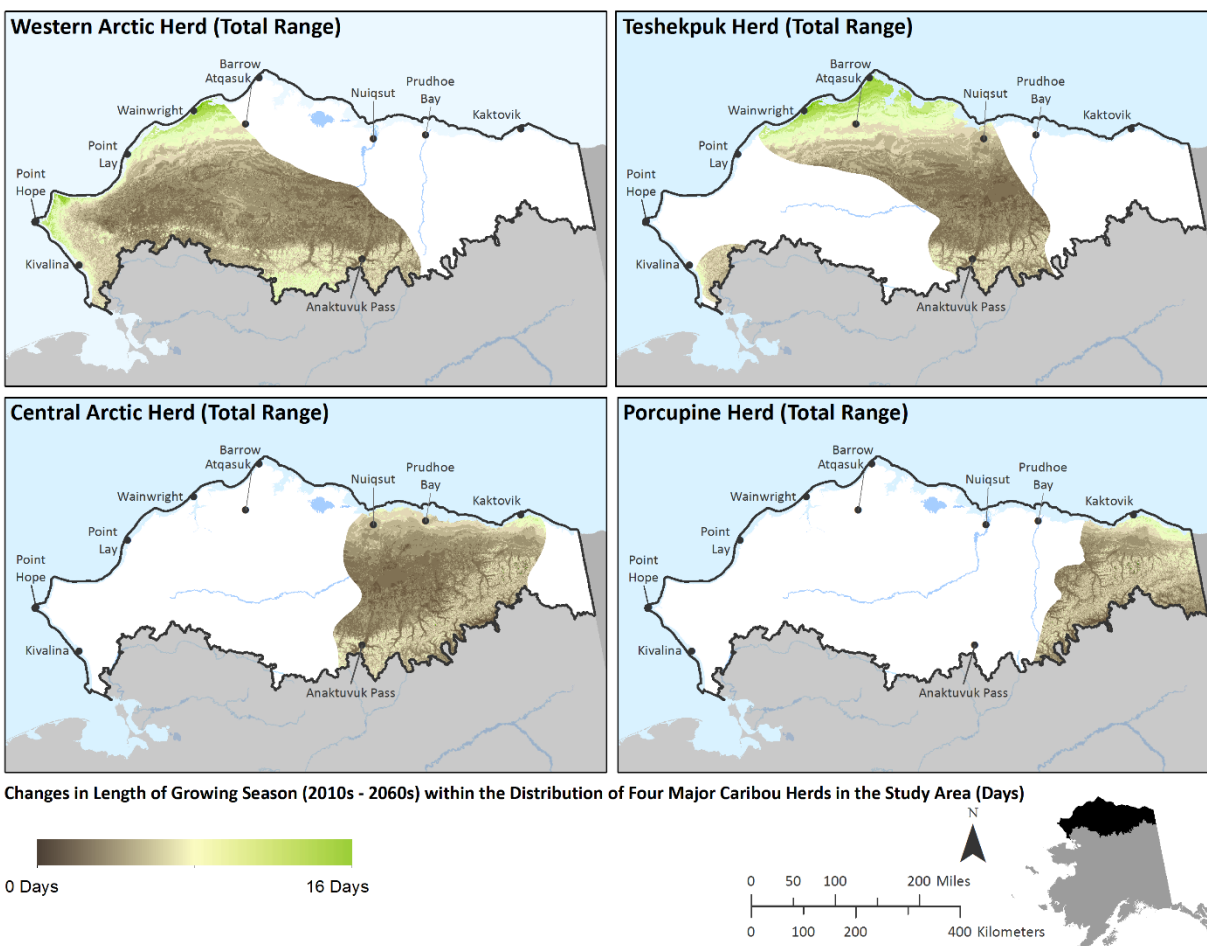 Western Arctic Herd (Total Range)
Barrow
Atqasuk
Nuiqsut
Prudhoe
Bay
Wainwright
Kaktovik
Point
Lay
Point
Hope
Kivalina
Anaktuvuk Pass
Teshekpuk Herd (Total Range)
Barrow
Atqasuk
Nuiqsut
Prudhoe
Bay
Wainwright
Kaktovik
Point
Lay
Point
Hope
Kivalina
Anaktuvuk Pass
Central Arctic Herd (Total Range)
Barrow
Atqasuk
Nuiqsut
Prudhoe
Bay
Wainwright
Kaktovik
Point
Lay
Point
Hope
Kivalina
Anaktuvuk Pass
Porcupine Herd (Total Range)
Barrow
Atqasuk
Nuiqsut
Prudhoe
Bay
Wainwright
Kaktovik
Point
Lay
Point
Hope
Kivalina
Anaktuvuk Pass
Changes in Length of Growing Season (2010s - 2060s) within the Distribution of Four Major Caribou Herds in the Study Area (Days)
0 Days
16 Days
N
0 50 100 200 Miles
0 100 200 400 Kilometers